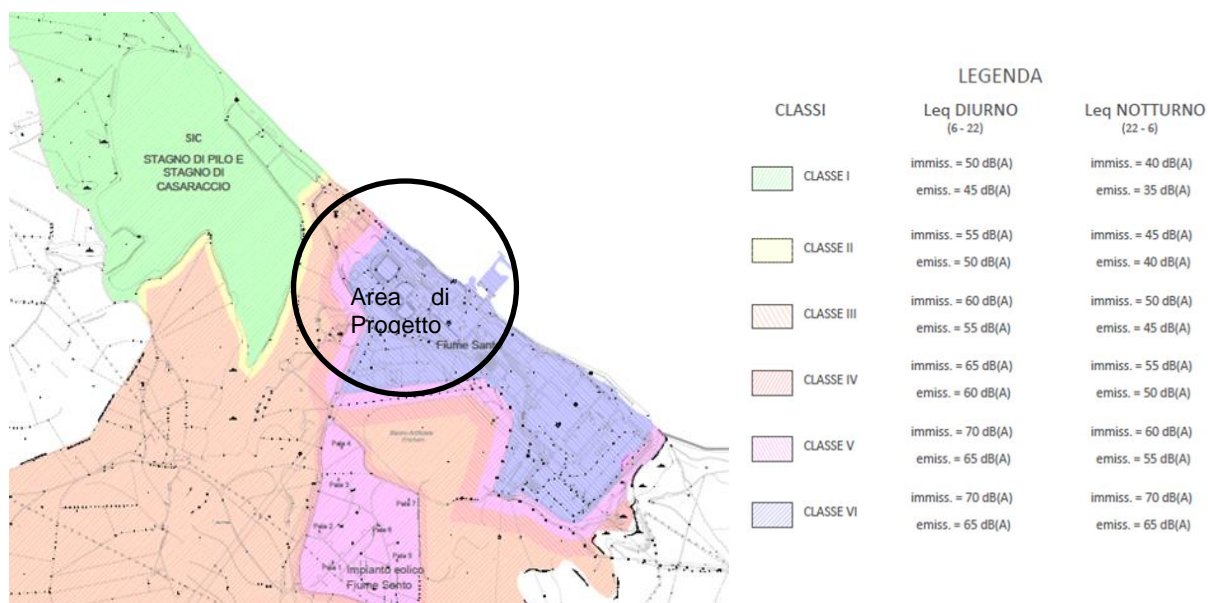 SIC
STAGNO DI PILO E
STAGNO DI
CASARACCIO
Area di
Progetto
Fiume Santo
Pala 4
Pala 3
Pala 7
Pala 2
Pala 6
Pala 5
Pala 1
Impianto eolico
Fiume Santo
LEGENDA
CLASSI Leq DIURNO Leq NOTTURNO
(6 - 22) (22 - 6)
immiss. = 50 dB(A) immiss. = 40 dB(A)
CLASSE I
emiss. = 45 dB(A) emiss. = 35 dB(A)
immiss. = 55 dB(A) immiss. = 45 dB(A)
CLASSE II
emiss. = 50 dB(A) emiss. = 40 dB(A)
immiss. = 60 dB(A) immiss. = 50 dB(A)
CLASSE III
emiss. = 55 dB(A) emiss. = 45 dB(A)
immiss. = 65 dB(A) immiss. = 55 dB(A)
CLASSE IV
emiss. = 60 dB(A) emiss. = 50 dB(A)
immiss. = 70 dB(A) immiss. = 60 dB(A)
CLASSE V
emiss. = 65 dB(A) emiss. = 55 dB(A)
immiss. = 70 dB(A) immiss. = 70 dB(A)
CLASSE VI
emiss. = 65 dB(A) emiss. = 65 dB(A)